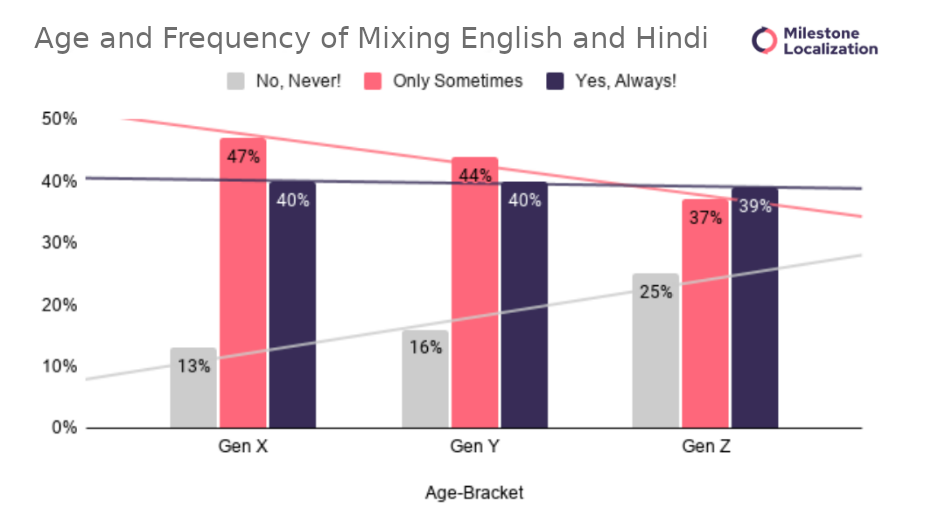 Age and Frequency of Mixing English and Hindi
Milestone
Localization
No, Never! Only Sometimes Yes, Always!
50%
40%
30%
20%
10%
0%
13% 47% 40%
16% 44% 40%
25% 37% 39%
Gen X Gen Y Gen Z
Age-Bracket